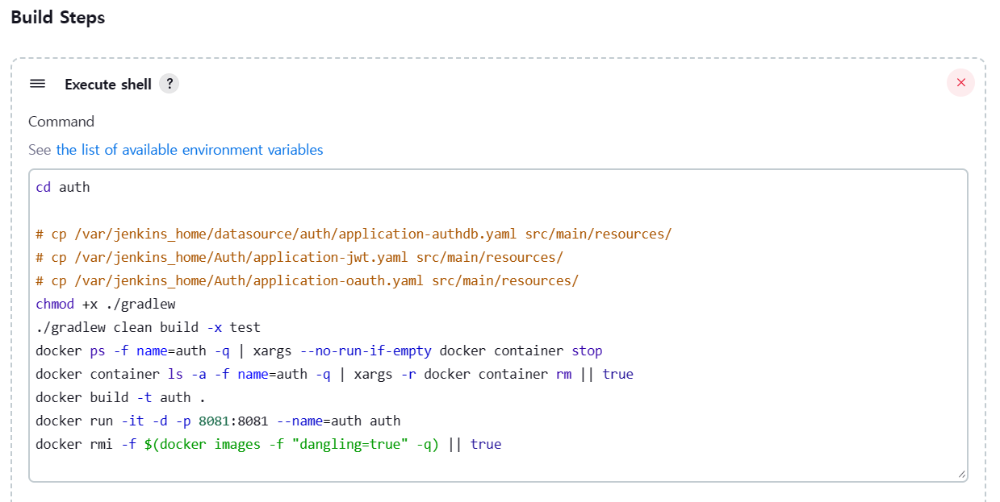 Build Steps
Execute shell ?
Command
See the list of available environment variables
cd auth
# cp /var/jenkins_home/datasource/auth/application-authdb.yaml src/main/resources/
# cp /var/jenkins_home/Auth/application-jwt.yaml src/main/resources/
# cp /var/jenkins_home/Auth/application-oauth.yaml src/main/resources/
chmod +x ./gradlew
./gradlew clean build -x test
docker ps -f name=auth -q | xargs --no-run-if-empty docker container stop
docker container ls -a -f name=auth -q | xargs -r docker container rm || true
docker build -t auth .
docker run -it -d -p 8081:8081 --name=auth auth
docker rmi -f $(docker images -f "dangling=true" -q) || true